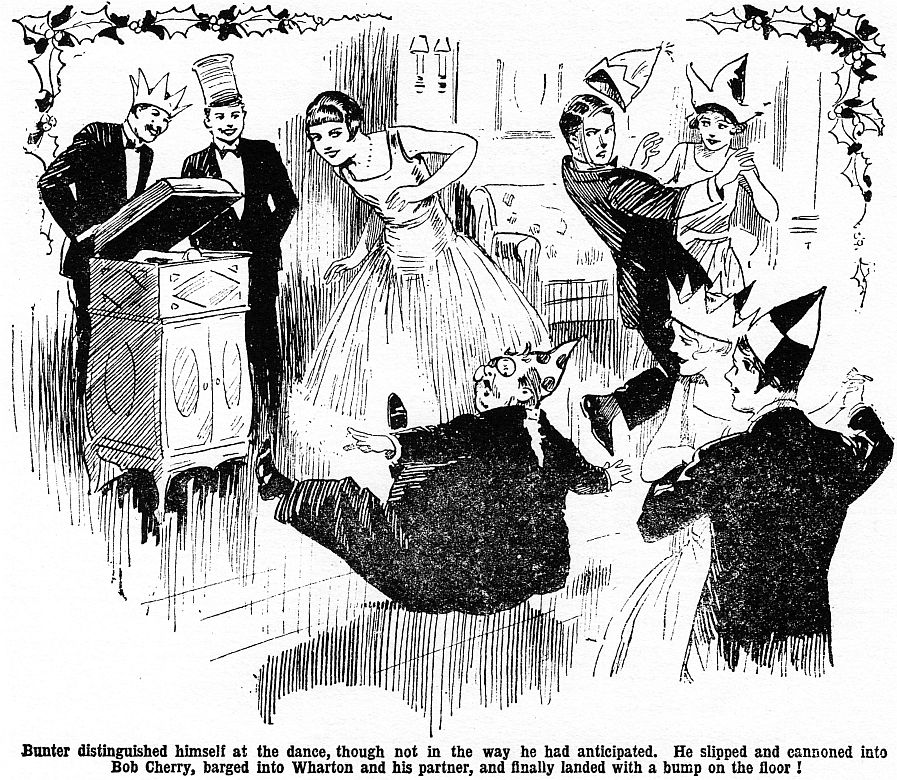 Bunter distinguished himself at the dance, though not in the way he had anticipated. He slipped and cannoned into
Bob Cherry, barged into Wharton and his partner, and finally landed with a bump on the floor !